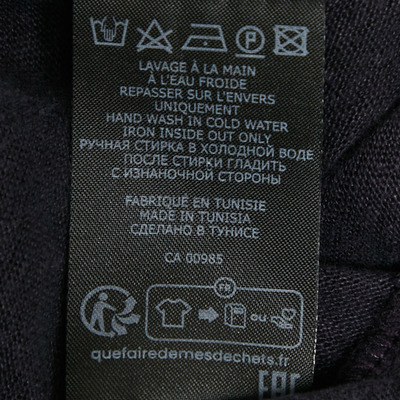 P
LAVAGE À LA MAIN
À L'EAU FROIDE
REPASSER SUR L'ENVERS
UNIQUEMENT
HAND WASH IN COLD WATER
IRON INSIDE OUT ONLY
РУЧНАЯ СТИРКА В ХОЛОДНОЙ ВОДЕ
ПОСЛЕ СТИРКИ ГЛАДИТЬ
С ИЗНАНОЧНОЙ СТОРОНЫ
FABRIQUÉ EN TUNISIE
MADE IN TUNISIA
СДЕЛАНО В ТУНИСЕ
CA 00985
FR
ou
quefairedemesdechets.fr
EAC